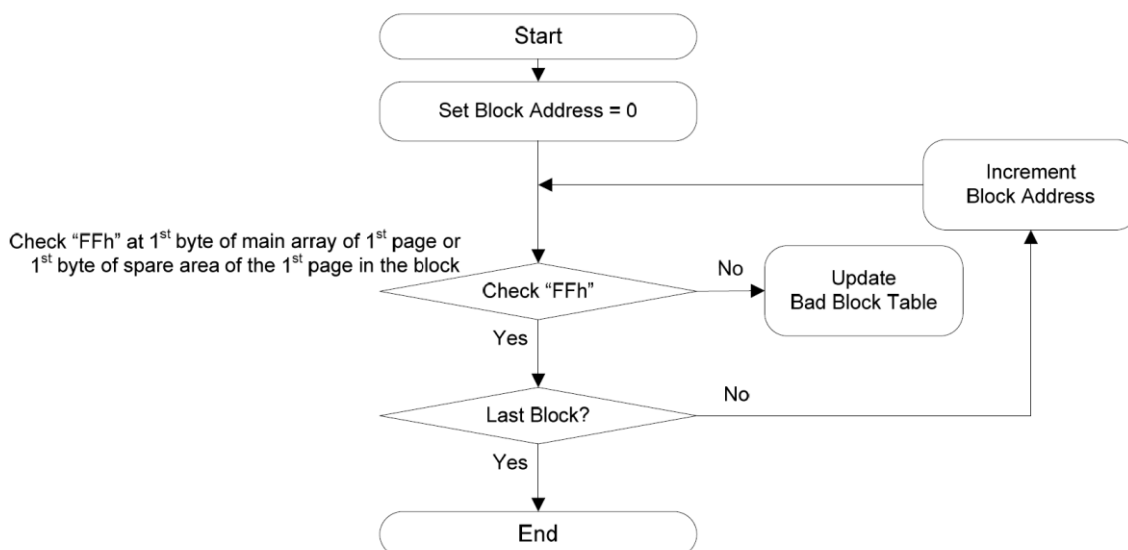 Start
Set Block Address = 0
Increment
Block Address
Check “FFh” at 1st byte of main array of 1st page or
1st byte of spare area of the 1st page in the block
Check “FFh”
No
Update
Bad Block Table
Yes
Last Block?
No
Yes
End